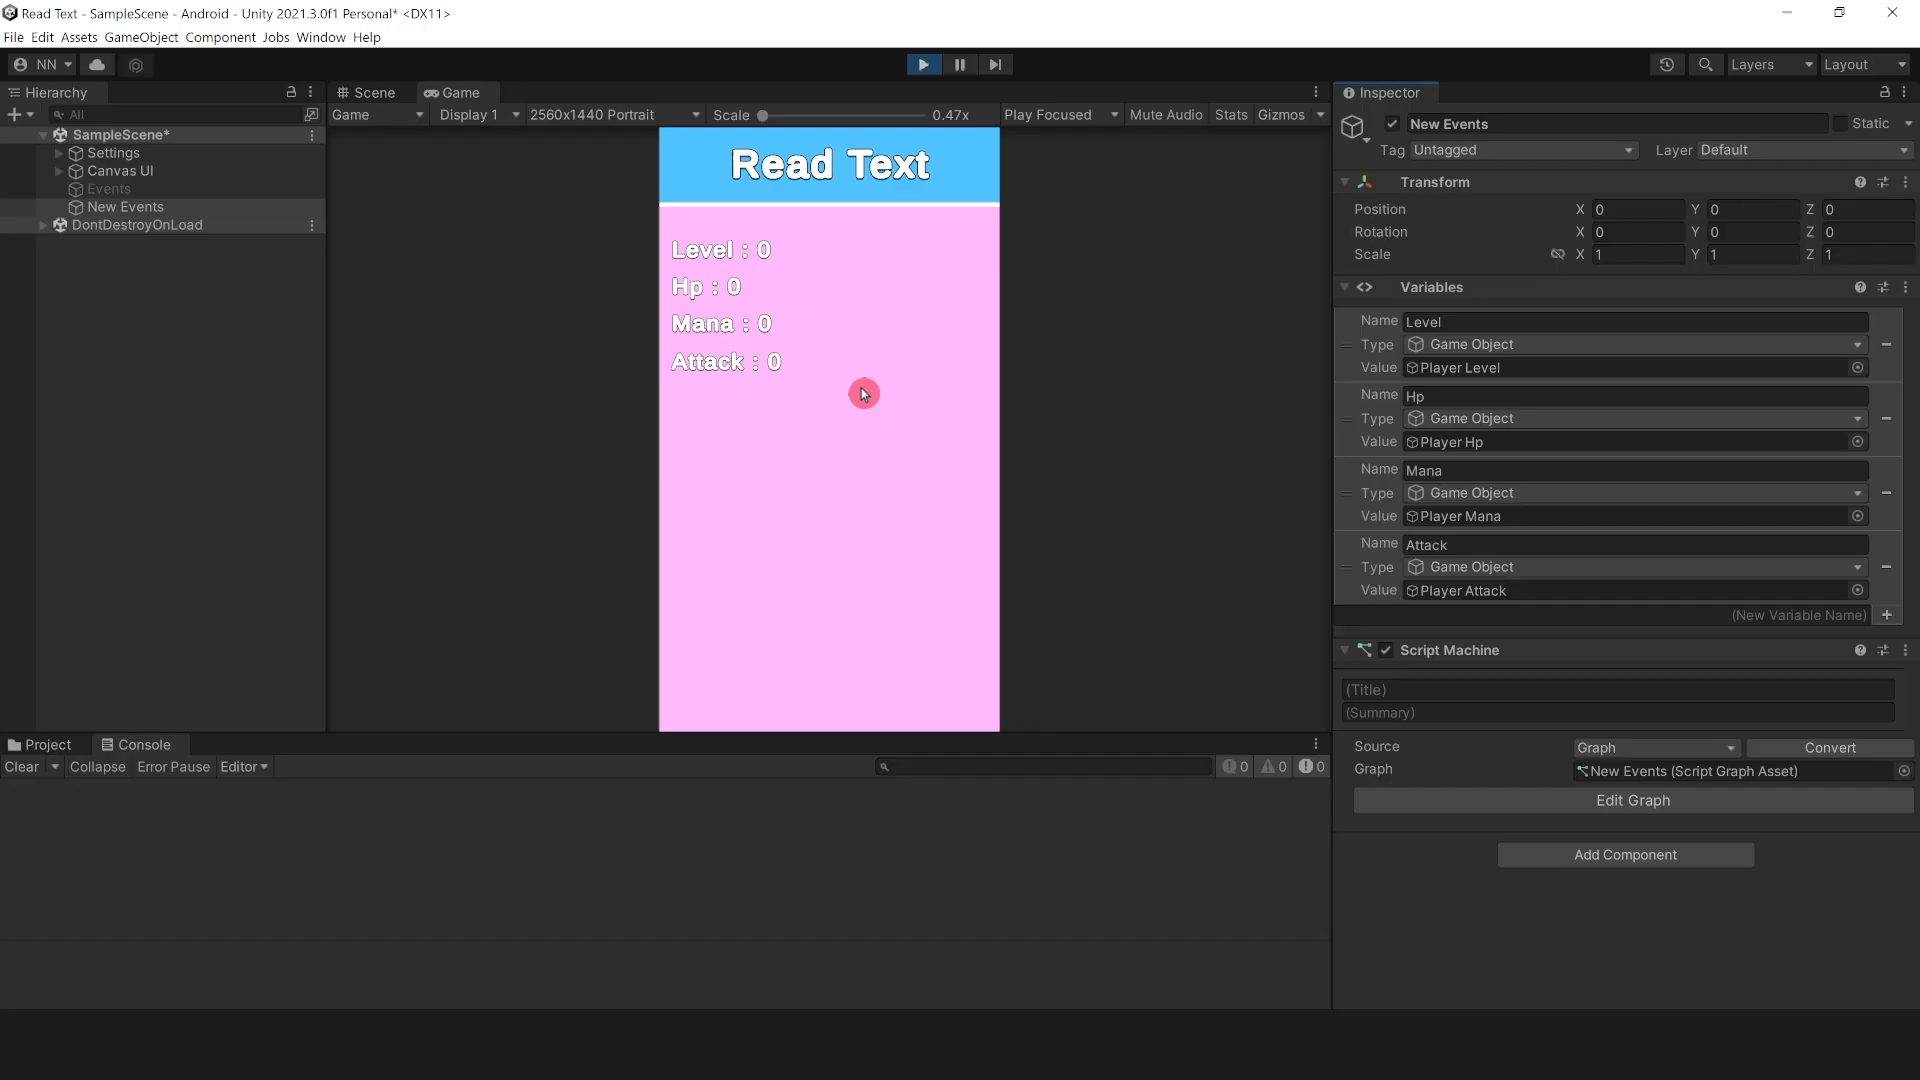 Read Text - SampleScene - Android - Unity 2021.3.0f1 Personal* <DX11>
File Edit Assets GameObject Component Jobs Window Help
NN
Layers
Layout
Hierarchy
All
SampleScene*
Settings
Canvas UI
Events
New Events
DontDestroyOnLoad
Scene Game
Game Display 1 2560x1440 Portrait Scale 0.47x Play Focused Mute Audio Stats Gizmos
Read Text
Level : 0
Hp : 0
Mana : 0
Attack : 0
Inspector
New Events Static
Tag Untagged Layer Default
Transform
Position X 0 Y 0 Z 0
Rotation X 0 Y 0 Z 0
Scale X 1 Y 1 Z 1
Variables
Name Level
Type Game Object
Value Player Level
Name Hp
Type Game Object
Value Player Hp
Name Mana
Type Game Object
Value Player Mana
Name Attack
Type Game Object
Value Player Attack
(New Variable Name)
Script Machine
(Title)
(Summary)
Source Graph Convert
Graph New Events (Script Graph Asset)
Edit Graph
Add Component
Project Console
Clear Collapse Error Pause Editor 0 0 0